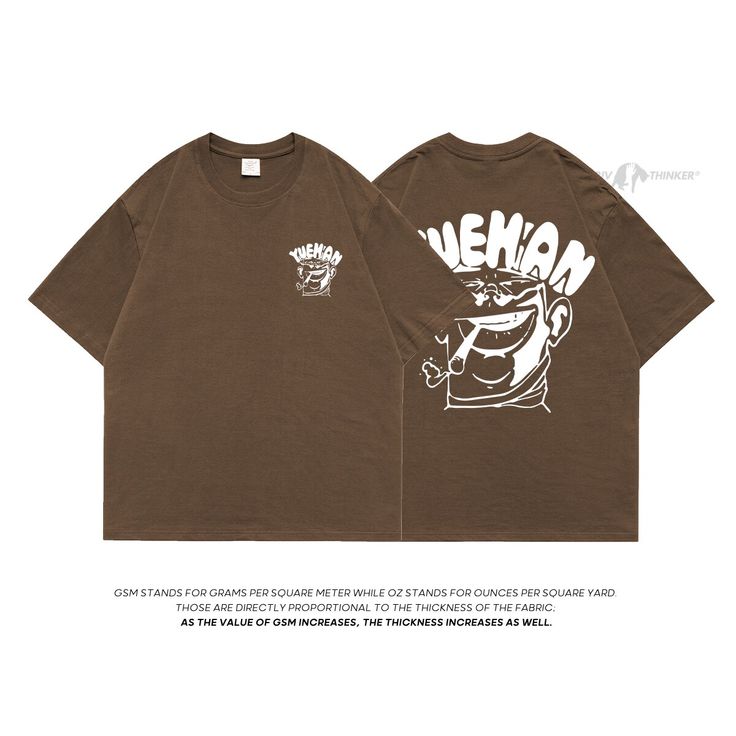 YUEHAN
THINKER®
UEHAN
GSM STANDS FOR GRAMS PER SQUARE METER WHILE OZ STANDS FOR OUNCES PER SQUARE YARD.
THOSE ARE DIRECTLY PROPORTIONAL TO THE THICKNESS OF THE FABRIC;
AS THE VALUE OF GSM INCREASES, THE THICKNESS INCREASES AS WELL.